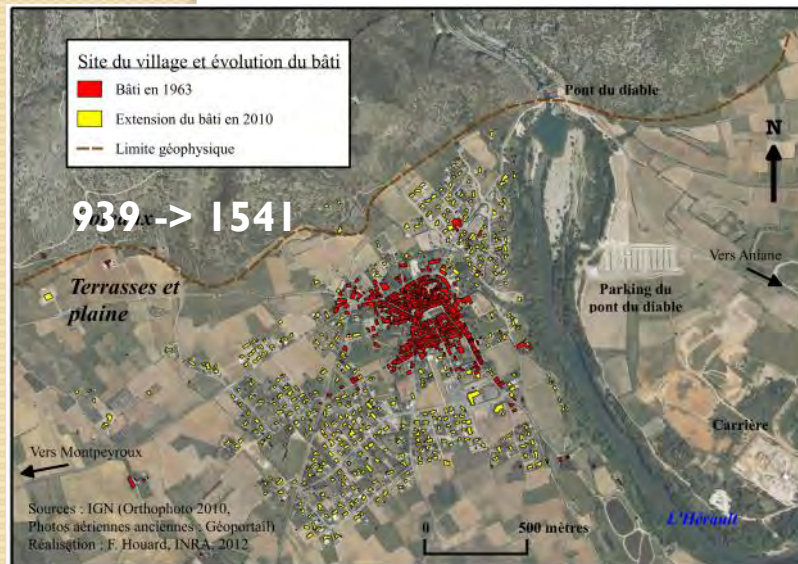 Site du village et évolution du bâti
Bâti en 1963
Extension du bâti en 2010
Limite géophysique
Pont du diable
N
939 -> 1541
Vers Aniane
Terrasses et
plaine
Parking du
pont du diable
Carrière
Vers Montpeyroux
Sources : IGN (Orthophoto 2010,
Photos aériennes anciennes : Géoportail)
Réalisation : F. Houard, INRA, 2012
0 500 mètres
L'Hérault